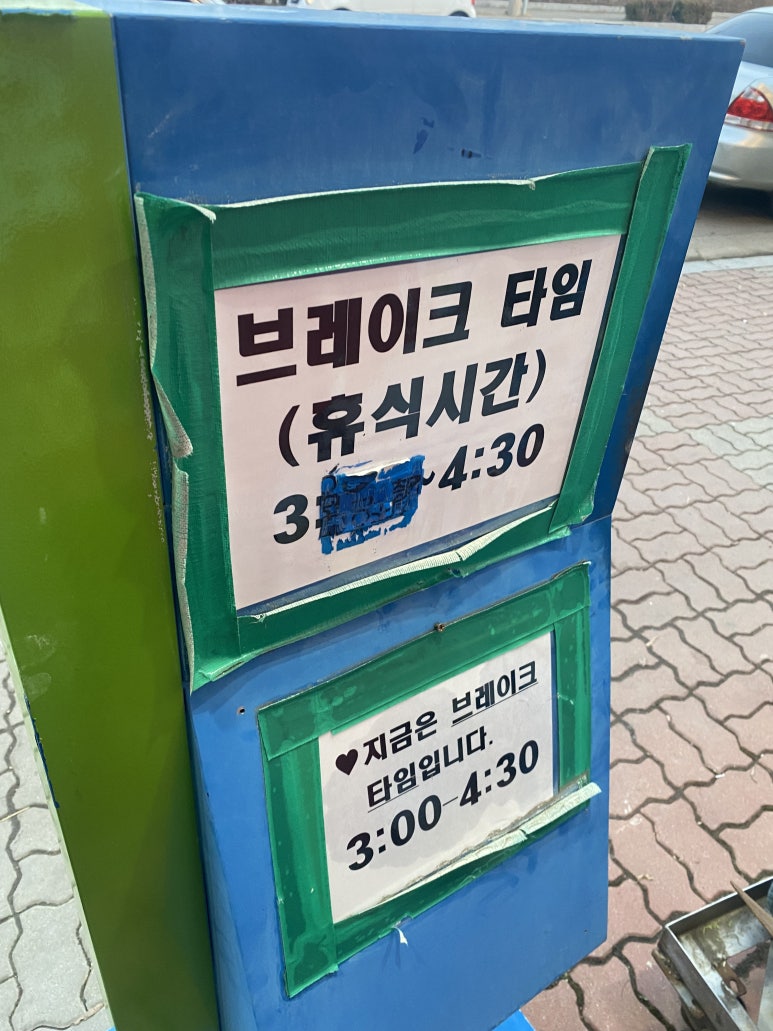 브레이크 타임
(휴식시간)
3: ~4:30
♥지금은 브레이크
타임입니다.
3:00-4:30